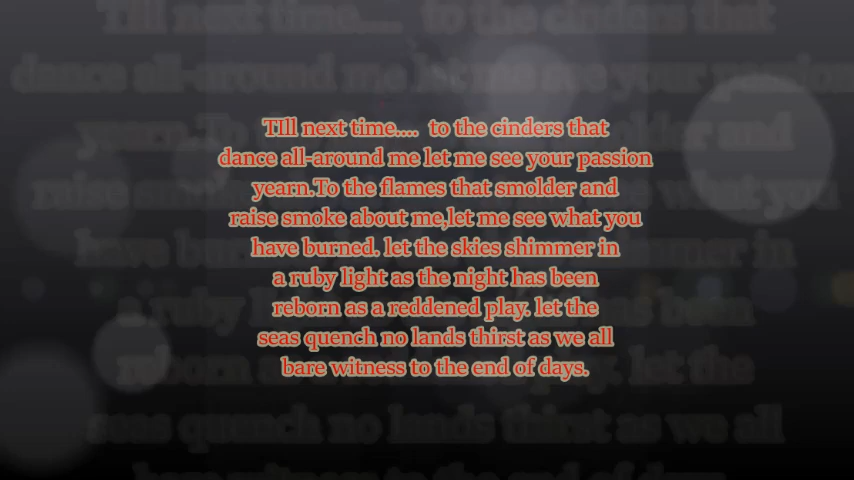 TIll next time....  to the cinders that
dance all-around me let me see your passion
yearn.To the flames that smolder and
raise smoke about me,let me see what you
have burned. let the skies shimmer in
a ruby light as the night has been
reborn as a reddened play. let the
seas quench no lands thirst as we all
bare witness to the end of days.